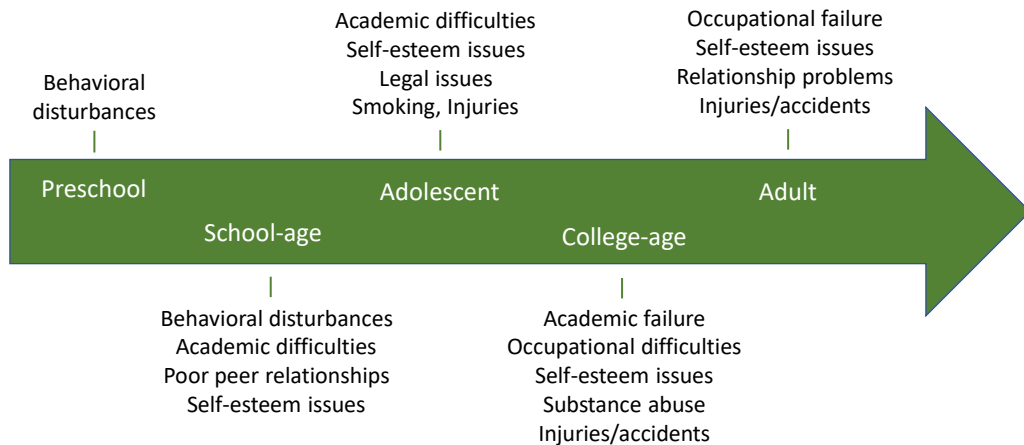 Behavioral
disturbances
Academic difficulties
Self-esteem issues
Legal issues
Smoking, Injuries
Occupational failure
Self-esteem issues
Relationship problems
Injuries/accidents
Preschool
School-age
Adolescent
College-age
Adult
Behavioral disturbances
Academic difficulties
Poor peer relationships
Self-esteem issues
Academic failure
Occupational difficulties
Self-esteem issues
Substance abuse
Injuries/accidents